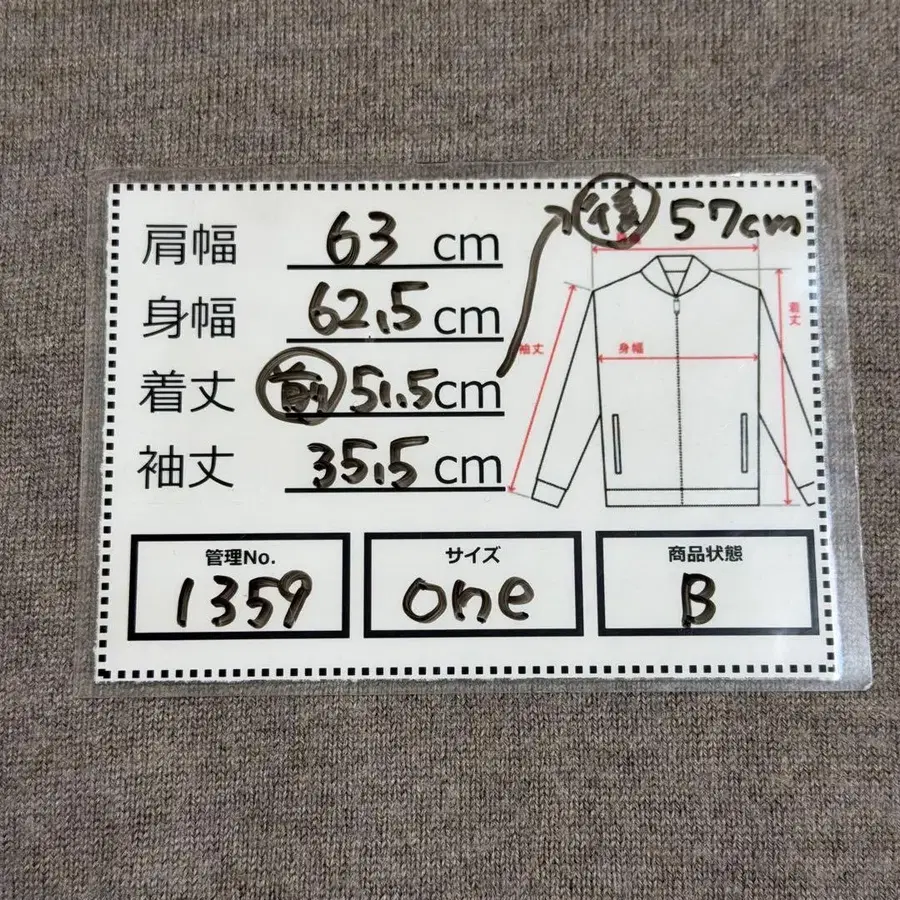 肩幅 63 cm
身幅 62.5 cm
着丈 前 51.5 cm
後 57cm
袖丈 35.5 cm
袖丈
身幅
着丈
管理No.
1359
サイズ
one
商品状態
B